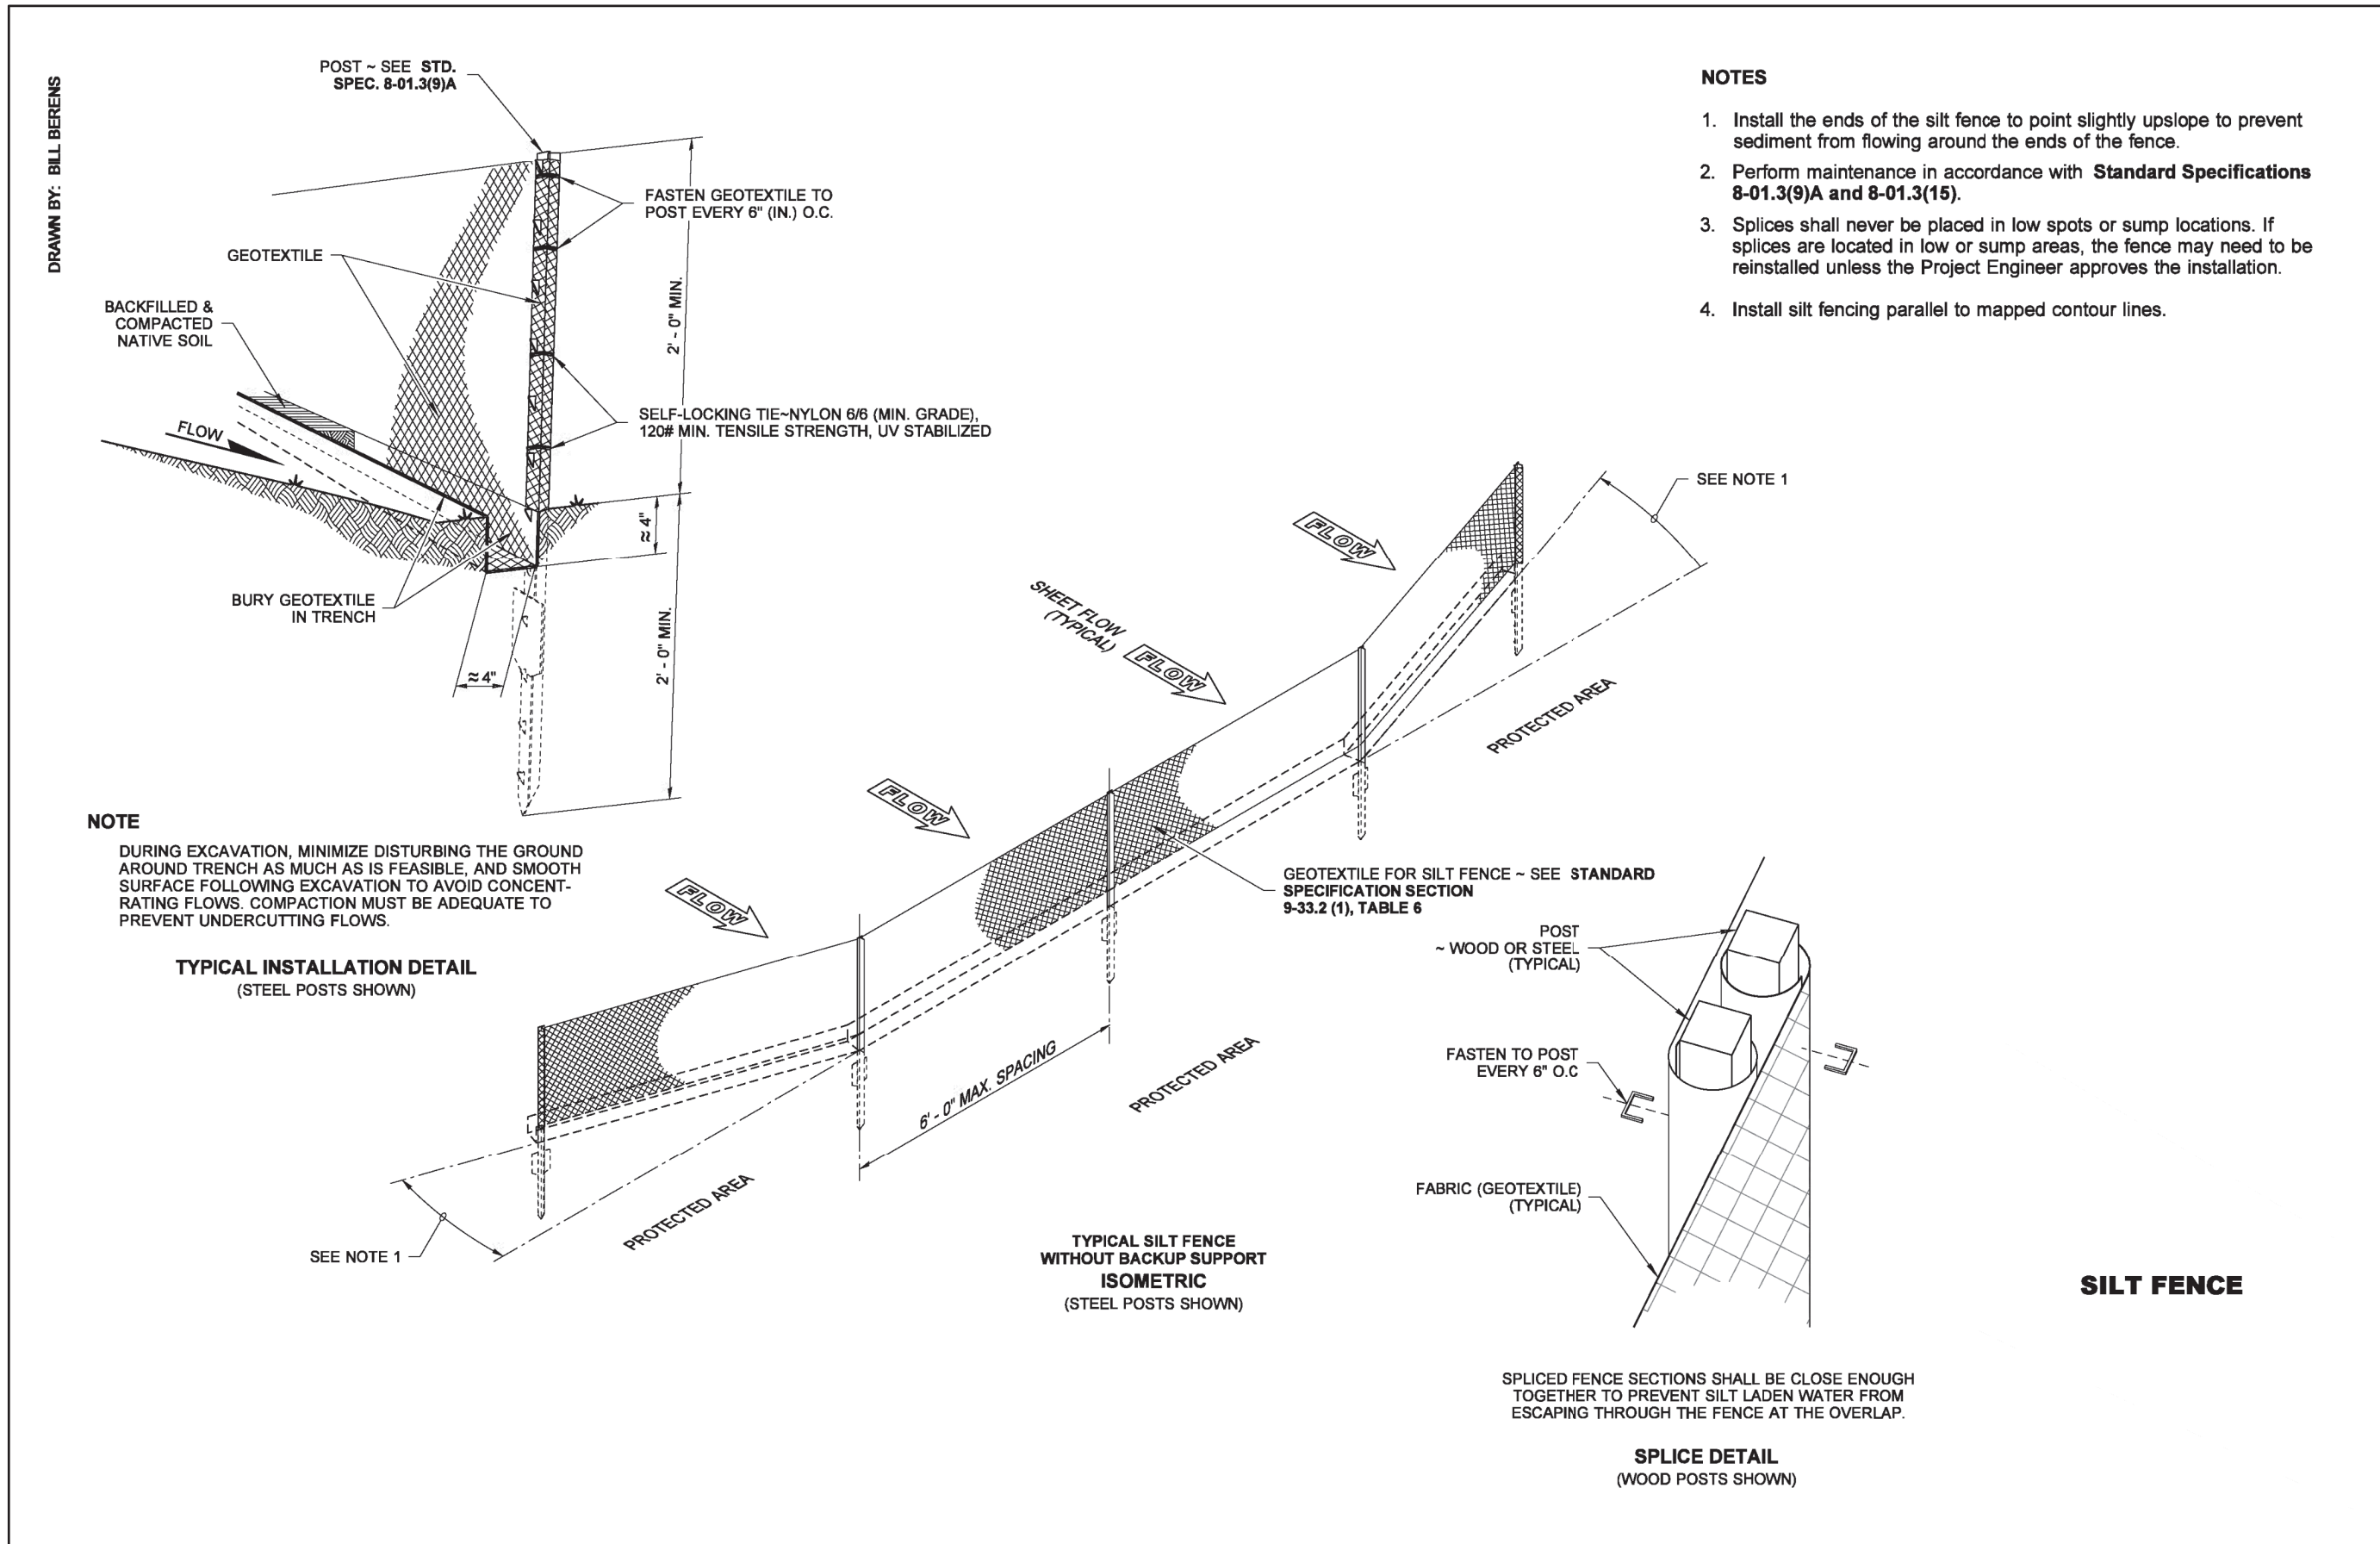 DRAWN BY: BILL BERENS
POST ~ SEE STD.
SPEC. 8-01.3(9)A
FASTEN GEOTEXTILE TO
POST EVERY 6" (IN.) O.C.
GEOTEXTILE
BACKFILLED &
COMPACTED
NATIVE SOIL
FLOW
2' - 0" MIN.
SELF-LOCKING TIE~NYLON 6/6 (MIN. GRADE),
120# MIN. TENSILE STRENGTH, UV STABILIZED
≈ 4"
BURY GEOTEXTILE
IN TRENCH
≈ 4"
2' - 0" MIN.
NOTE
DURING EXCAVATION, MINIMIZE DISTURBING THE GROUND
AROUND TRENCH AS MUCH AS IS FEASIBLE, AND SMOOTH
SURFACE FOLLOWING EXCAVATION TO AVOID CONCENT-
RATING FLOWS. COMPACTION MUST BE ADEQUATE TO
PREVENT UNDERCUTTING FLOWS.
TYPICAL INSTALLATION DETAIL
(STEEL POSTS SHOWN)
NOTES
1. Install the ends of the silt fence to point slightly upslope to prevent
sediment from flowing around the ends of the fence.
2. Perform maintenance in accordance with Standard Specifications
8-01.3(9)A and 8-01.3(15).
3. Splices shall never be placed in low spots or sump locations. If
splices are located in low or sump areas, the fence may need to be
reinstalled unless the Project Engineer approves the installation.
4. Install silt fencing parallel to mapped contour lines.
SEE NOTE 1
FLOW
SHEET FLOW
(TYPICAL)
FLOW
PROTECTED AREA
FLOW
FLOW
GEOTEXTILE FOR SILT FENCE ~ SEE STANDARD
SPECIFICATION SECTION
9-33.2 (1), TABLE 6
6' - 0" MAX. SPACING
PROTECTED AREA
PROTECTED AREA
SEE NOTE 1
TYPICAL SILT FENCE
WITHOUT BACKUP SUPPORT
ISOMETRIC
(STEEL POSTS SHOWN)
POST
~ WOOD OR STEEL
(TYPICAL)
FASTEN TO POST
EVERY 6" O.C
FABRIC (GEOTEXTILE)
(TYPICAL)
SPLICED FENCE SECTIONS SHALL BE CLOSE ENOUGH
TOGETHER TO PREVENT SILT LADEN WATER FROM
ESCAPING THROUGH THE FENCE AT THE OVERLAP.
SPLICE DETAIL
(WOOD POSTS SHOWN)
SILT FENCE